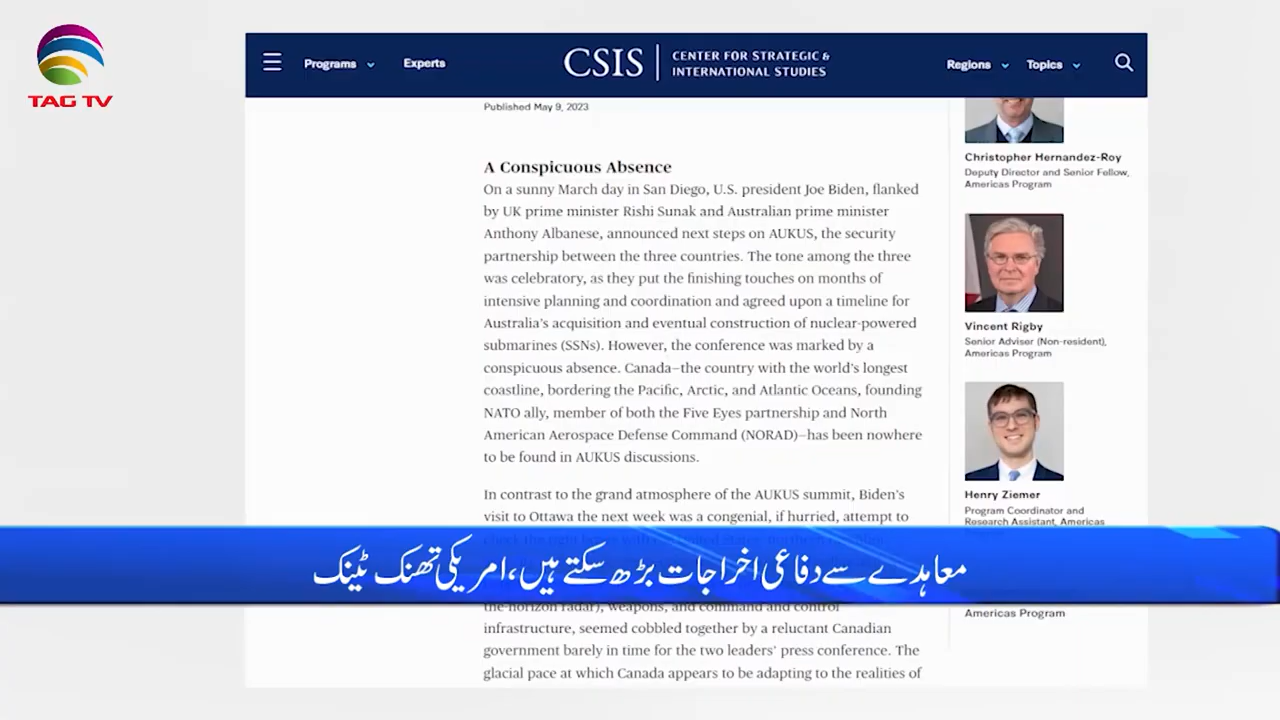 TAG TV
Programs
Experts
CSIS
CENTER FOR STRATEGIC &
INTERNATIONAL STUDIES
Regions
Topics
Published May 9, 2023
A Conspicuous Absence
On a sunny March day in San Diego, U.S. president Joe Biden, flanked
by UK prime minister Rishi Sunak and Australian prime minister
Anthony Albanese, announced next steps on AUKUS, the security
partnership between the three countries. The tone among the three
was celebratory, as they put the finishing touches on months of
intensive planning and coordination and agreed upon a timeline for
Australia's acquisition and eventual construction of nuclear-powered
submarines (SSNs). However, the conference was marked by a
conspicuous absence. Canada—the country with the world's longest
coastline, bordering the Pacific, Arctic, and Atlantic Oceans, founding
NATO ally, member of both the Five Eyes partnership and North
American Aerospace Defense Command (NORAD)—has been nowhere
to be found in AUKUS discussions.
In contrast to the grand atmosphere of the AUKUS summit, Biden's
visit to Ottawa the next week was a congenial, if hurried, attempt to
the-horizon radar), weapons, and command and control
infrastructure, seemed cobbled together by a reluctant Canadian
government barely in time for the two leaders' press conference. The
glacial pace at which Canada appears to be adapting to the realities of
Christopher Hernandez-Roy
Deputy Director and Senior Fellow,
Americas Program
Vincent Rigby
Senior Adviser (Non-resident),
Americas Program
Henry Ziemer
Program Coordinator and
Research Assistant, Americas
Americas Program
معاہدے سے دفاعی اخراجات بڑھ سکتے ہیں، امریکی تھنک ٹینک